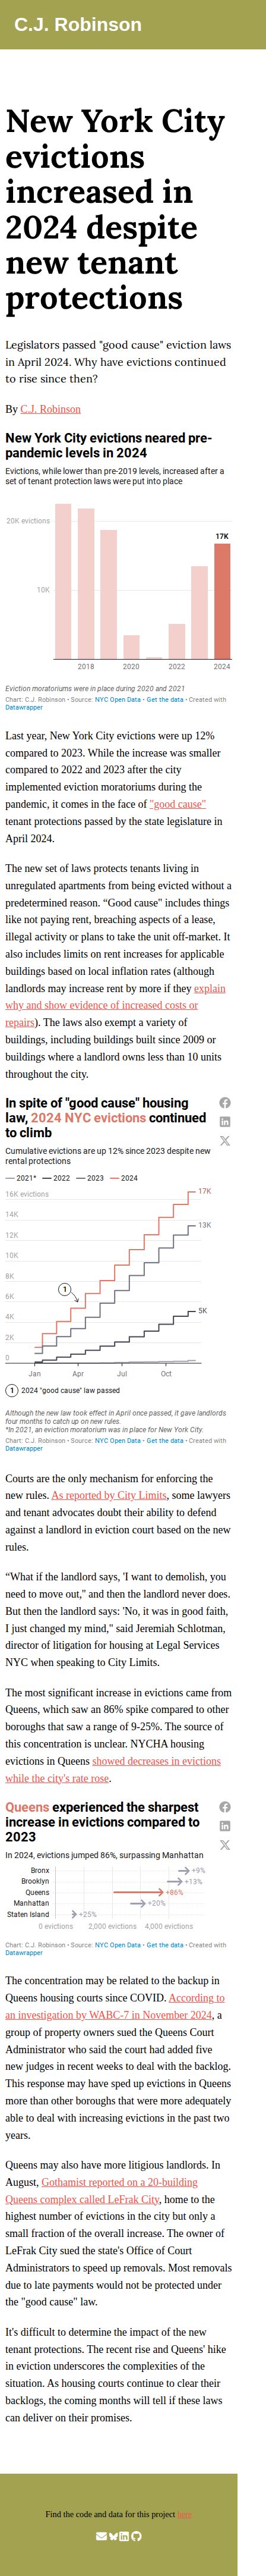 C.J. Robinson
New York City
evictions
increased in
2024 despite
new tenant
protections
Legislators passed "good cause" eviction laws
in April 2024. Why have evictions continued
to rise since then?
By C.J. Robinson
New York City evictions neared pre-
pandemic levels in 2024
Evictions, while lower than pre-2019 levels, increased after a
set of tenant protection laws were put into place
20K evictions
17K
10K
2018 2020 2022 2024
Eviction moratoriums were in place during 2020 and 2021
Chart: C.J. Robinson • Source: NYC Open Data • Get the data • Created with
Datawrapper
Last year, New York City evictions were up 12%
compared to 2023. While the increase was smaller
compared to 2022 and 2023 after the city
implemented eviction moratoriums during the
pandemic, it comes in the face of "good cause"
tenant protections passed by the state legislature in
April 2024.
The new set of laws protects tenants living in
unregulated apartments from being evicted without a
predetermined reason. “Good cause” includes things
like not paying rent, breaching aspects of a lease,
illegal activity or plans to take the unit off-market. It
also includes limits on rent increases for applicable
buildings based on local inflation rates (although
landlords may increase rent by more if they explain
why and show evidence of increased costs or
repairs). The laws also exempt a variety of
buildings, including buildings built since 2009 or
buildings where a landlord owns less than 10 units
throughout the city.
In spite of "good cause" housing
law, 2024 NYC evictions continued
to climb
Cumulative evictions are up 12% since 2023 despite new
rental protections
2021* 2022 2023 2024
16K evictions
17K
14K
13K
12K
10K
8K
1
6K
4K
5K
2K
0
Jan Apr Jul Oct
1 2024 "good cause" law passed
Although the new law took effect in April once passed, it gave landlords
four months to catch up on new rules.
*In 2021, an eviction moratorium was in place for New York City.
Chart: C.J. Robinson • Source: NYC Open Data • Get the data • Created with
Datawrapper
Courts are the only mechanism for enforcing the
new rules. As reported by City Limits, some lawyers
and tenant advocates doubt their ability to defend
against a landlord in eviction court based on the new
rules.
“What if the landlord says, 'I want to demolish, you
need to move out,'' and then the landlord never does.
But then the landlord says: 'No, it was in good faith,
I just changed my mind," said Jeremiah Schlotman,
director of litigation for housing at Legal Services
NYC when speaking to City Limits.
The most significant increase in evictions came from
Queens, which saw an 86% spike compared to other
boroughs that saw a range of 9-25%. The source of
this concentration is unclear. NYCHA housing
evictions in Queens showed decreases in evictions
while the city's rate rose.
Queens experienced the sharpest
increase in evictions compared to
2023
In 2024, evictions jumped 86%, surpassing Manhattan
Bronx +9%
Brooklyn +13%
Queens +86%
Manhattan +20%
Staten Island +25%
0 evictions 2,000 evictions 4,000 evictions
Chart: C.J. Robinson • Source: NYC Open Data • Get the data • Created with
Datawrapper
The concentration may be related to the backup in
Queens housing courts since COVID. According to
an investigation by WABC-7 in November 2024, a
group of property owners sued the Queens Court
Administrator who said the court had added five
new judges in recent weeks to deal with the backlog.
This response may have sped up evictions in Queens
more than other boroughs that were more adequately
able to deal with increasing evictions in the past two
years.
Queens may also have more litigious landlords. In
August, Gothamist reported on a 20-building
Queens complex called LeFrak City, home to the
highest number of evictions in the city but only a
small fraction of the overall increase. The owner of
LeFrak City sued the state's Office of Court
Administrators to speed up removals. Most removals
due to late payments would not be protected under
the "good cause" law.
It's difficult to determine the impact of the new
tenant protections. The recent rise and Queens' hike
in eviction underscores the complexities of the
situation. As housing courts continue to clear their
backlogs, the coming months will tell if these laws
can deliver on their promises.
Find the code and data for this project here